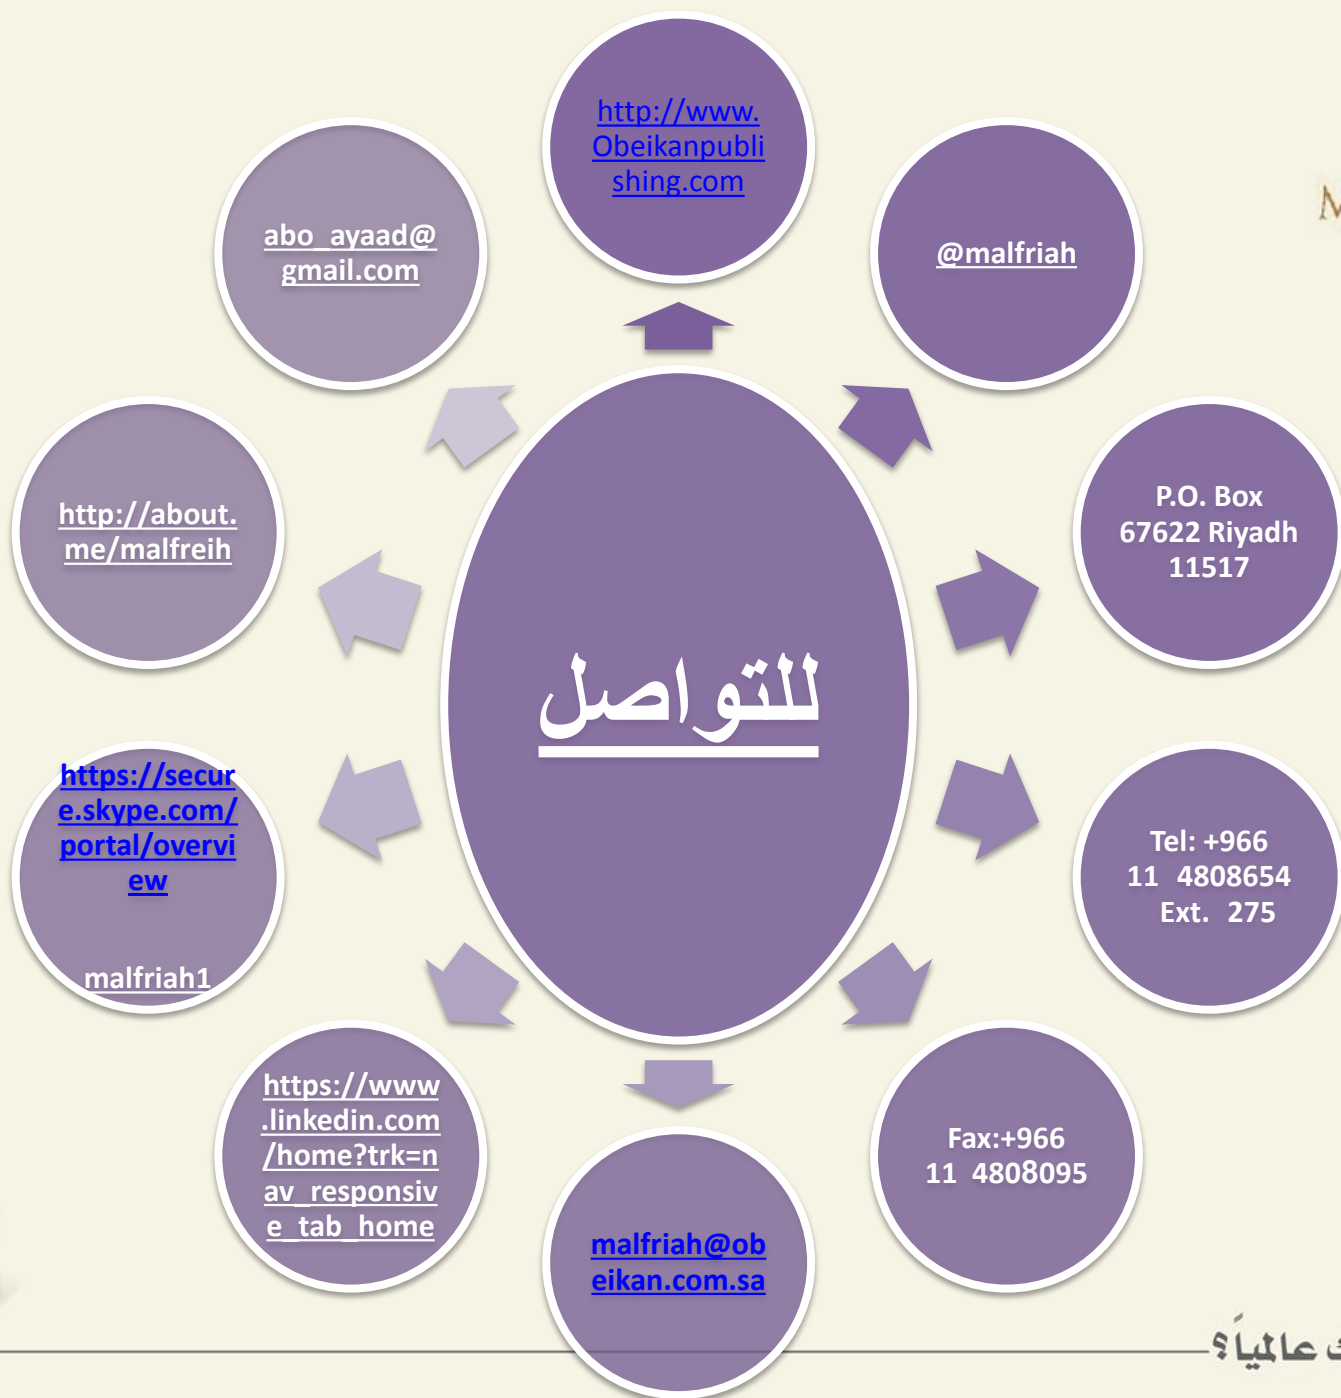 http://www.
Obeikanpubli
shing.com
@malfriah
P.O. Box
67622 Riyadh
11517
Tel: +966
11 4808654
Ext. 275
Fax:+966
11 4808095
malfriah@ob
eikan.com.sa
https://www
.linkedin.com
/home?trk=n
av_responsiv
e_tab_home
https://secur
e.skype.com/
portal/overvi
ew
malfriah1
http://about.
me/malfreih
abo_ayaad@
gmail.com
للتواصل
عالمياً؟